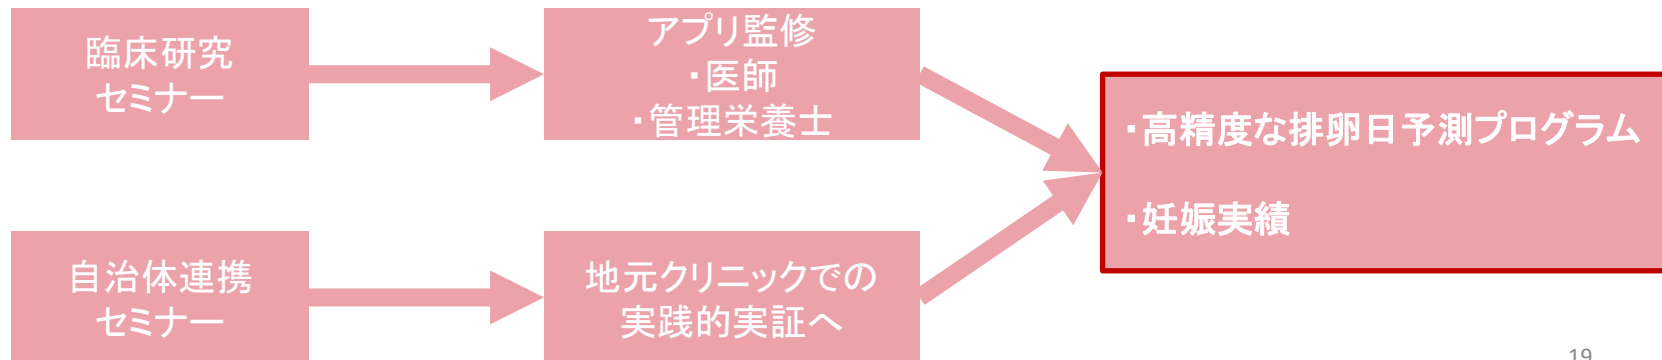 臨床研究
セミナー
アプリ監修
・医師
・管理栄養士
・高精度な排卵日予測プログラム
・妊娠実績
自治体連携
セミナー
地元クリニックでの
実践的実証へ
19